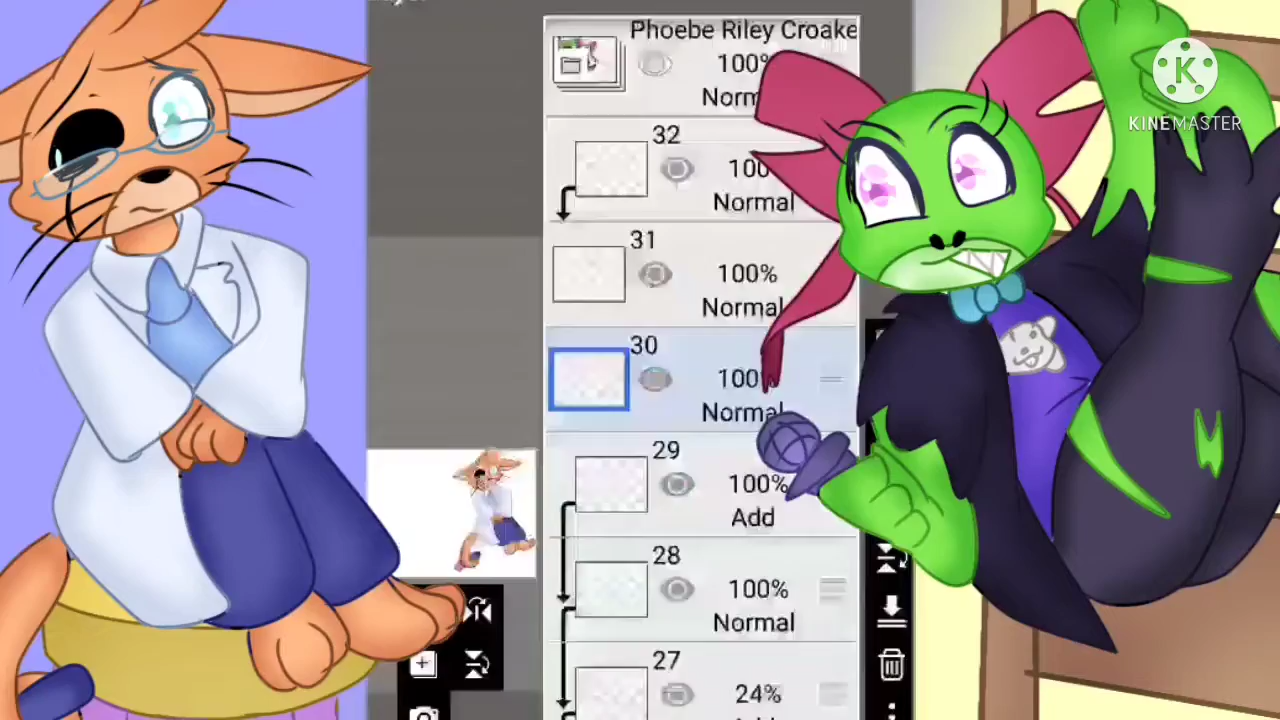 Phoebe Riley Croake
100%
Norm
32
100
Normal
31
100%
Normal
30
100%
Normal
29
100%
Add
28
100%
Normal
27
24%
K
KINEMASTER